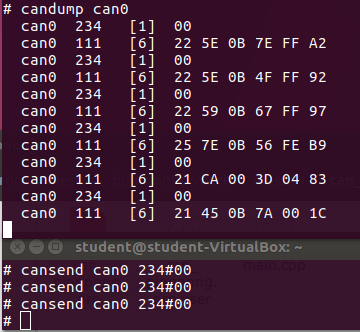 # candump can0
can0 234 [1] 00
can0 111 [6] 22 5E 0B 7E FF A2
can0 234 [1] 00
can0 111 [6] 22 5E 0B 4F FF 92
can0 234 [1] 00
can0 111 [6] 22 59 0B 67 FF 97
can0 234 [1] 00
can0 111 [6] 25 7E 0B 56 FE B9
can0 234 [1] 00
can0 111 [6] 21 CA 00 3D 04 83
can0 234 [1] 00
can0 111 [6] 21 45 0B 7A 00 1C
student@student-VirtualBox: ~
# cansend can0 234#00
# cansend can0 234#00
# cansend can0 234#00
#
main.cpp